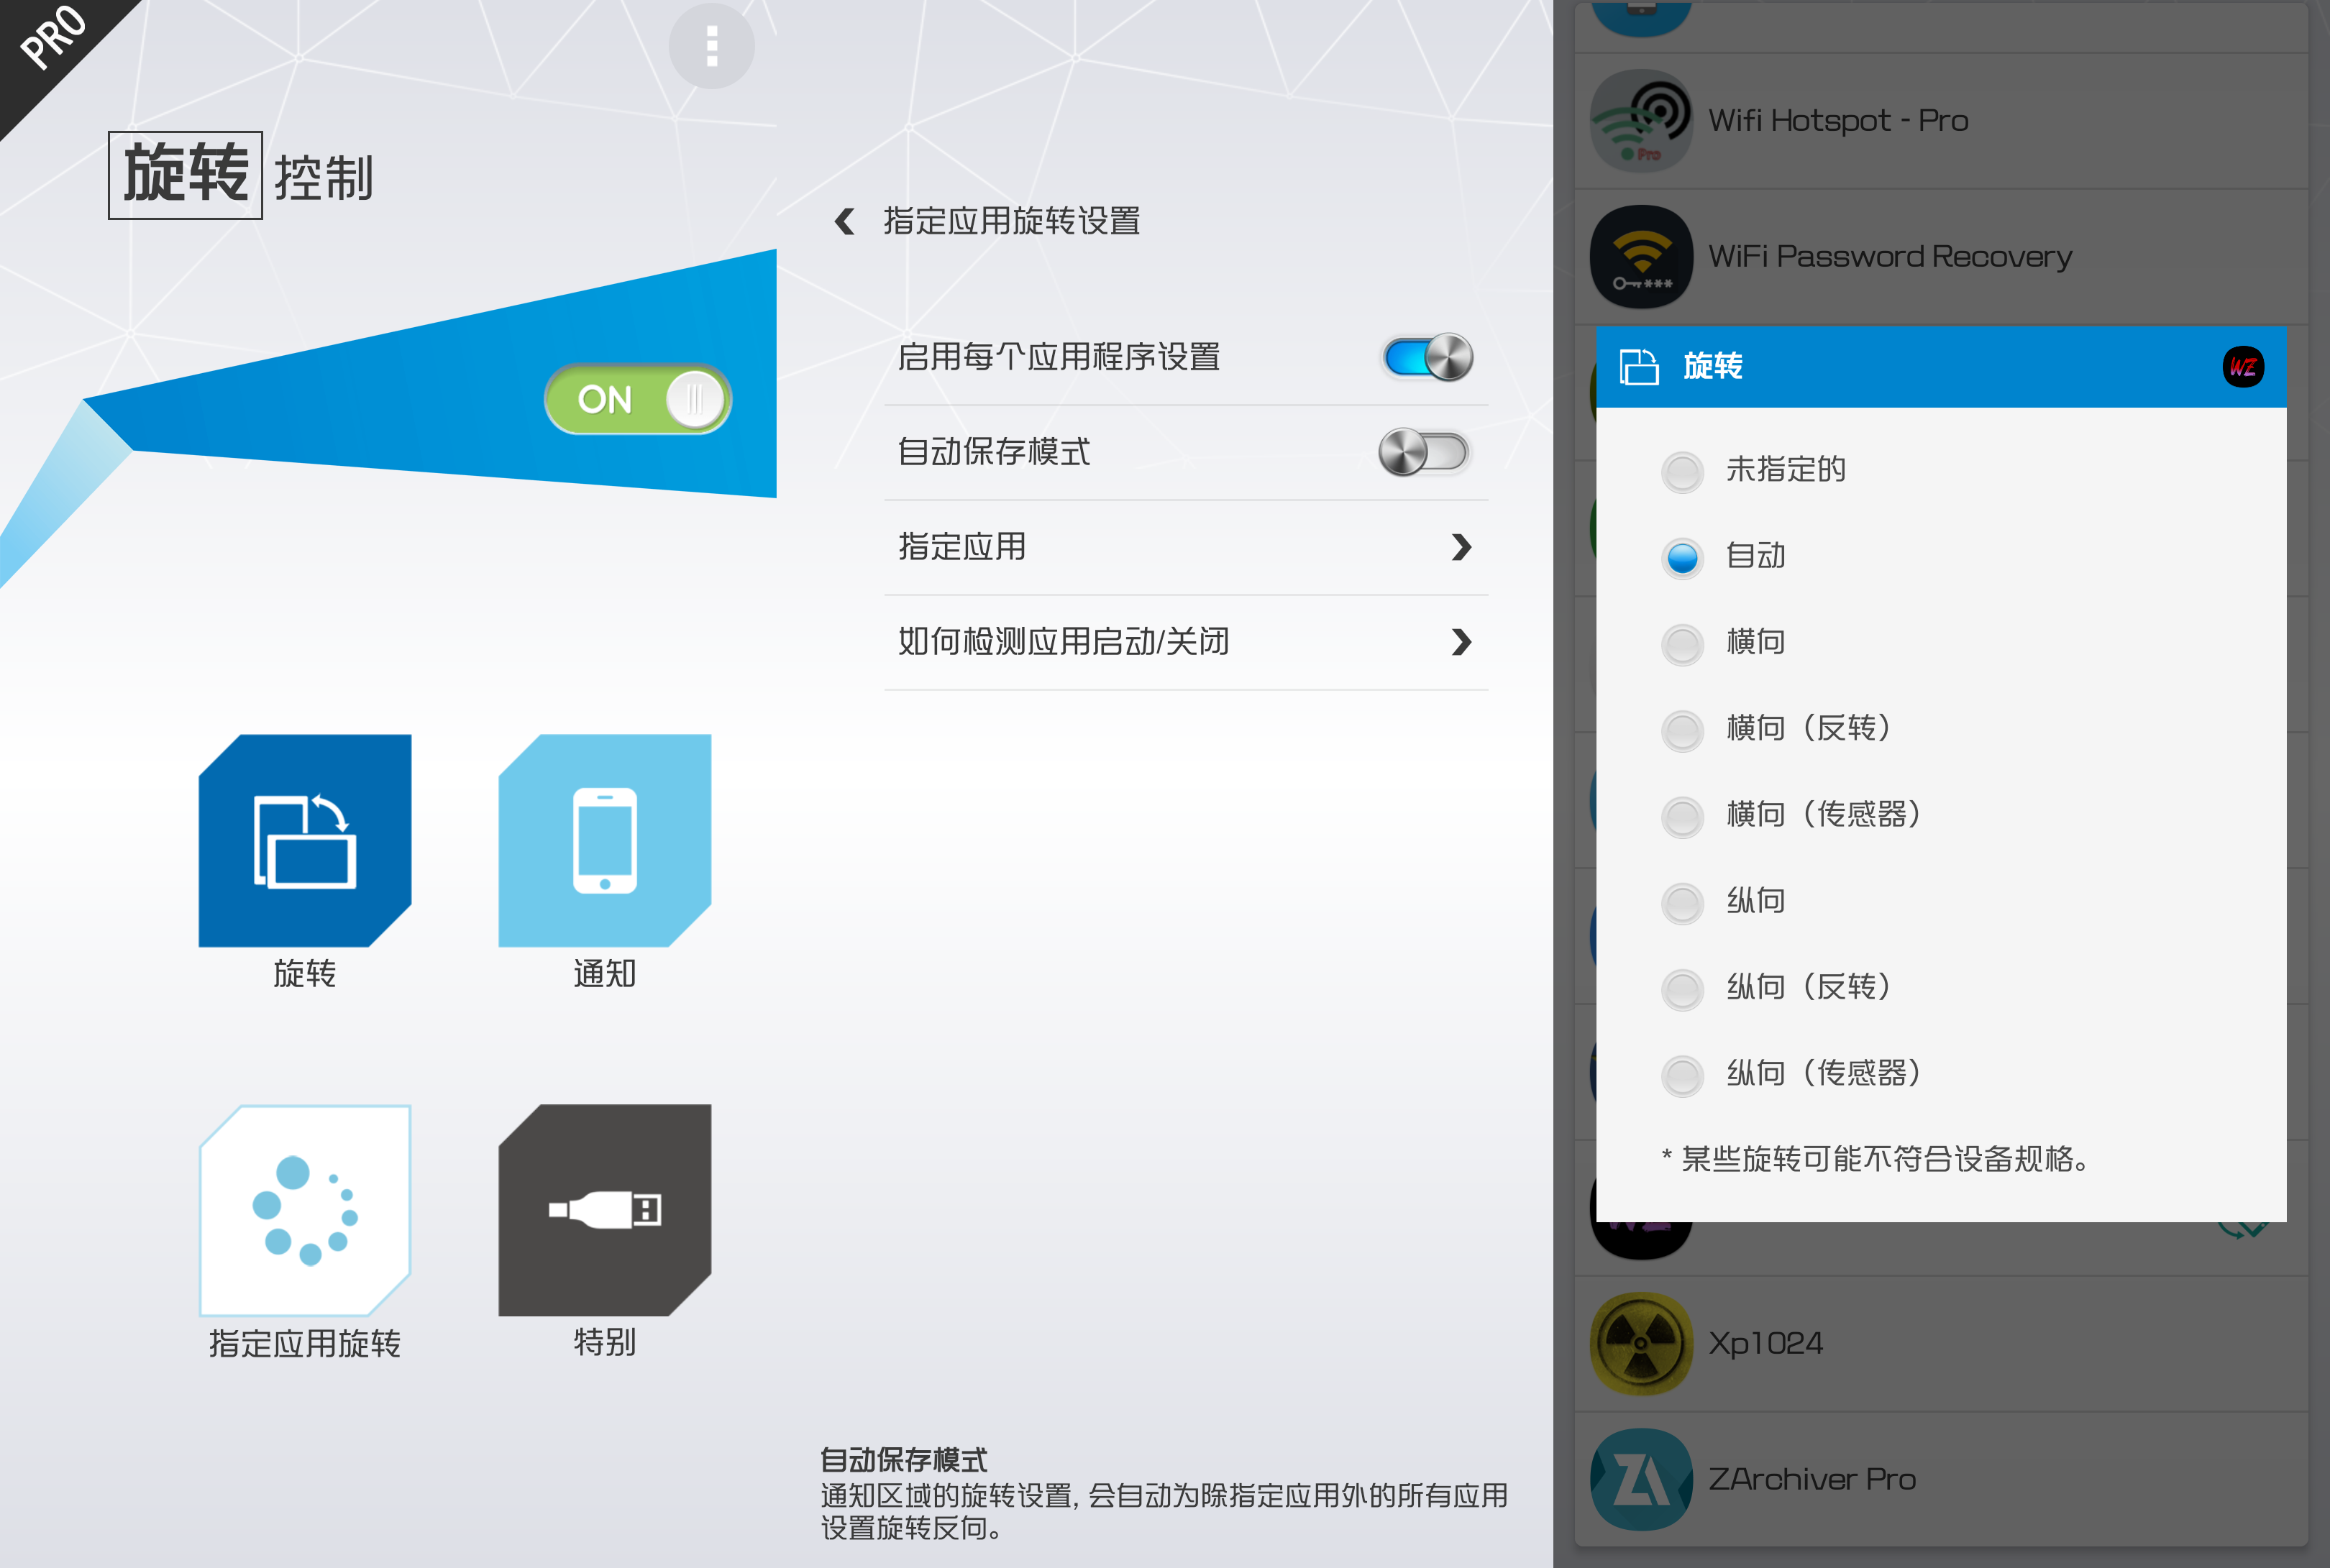 PRO
旋转 控制
ON
旋转
通知
指定应用旋转
特别
指定应用旋转设置
启用每个应用程序设置
自动保存模式
指定应用
如何检测应用启动/关闭
自动保存模式
通知区域的旋转设置, 会自动为除指定应用外的所有应用
设置旋转反向。
Pro
Wifi Hotspot - Pro
***
WiFi Password Recovery
旋转
WZ
未指定的
自动
横向
横向（反转）
横向（传感器）
纵向
纵向（反转）
纵向（传感器）
* 某些旋转可能不符合设备规格。
Xp1024
ZA
ZArchiver Pro